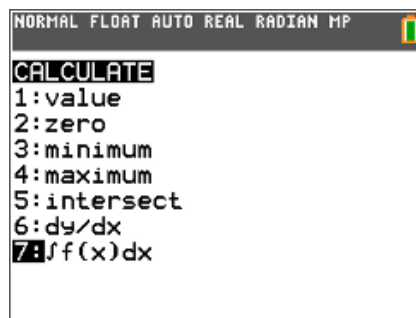 NORMAL FLOAT AUTO REAL RADIAN MP
CALCULATE
1:value
2:zero
3:minimum
4:maximum
5:intersect
6:dy/dx
7:∫f(x)dx